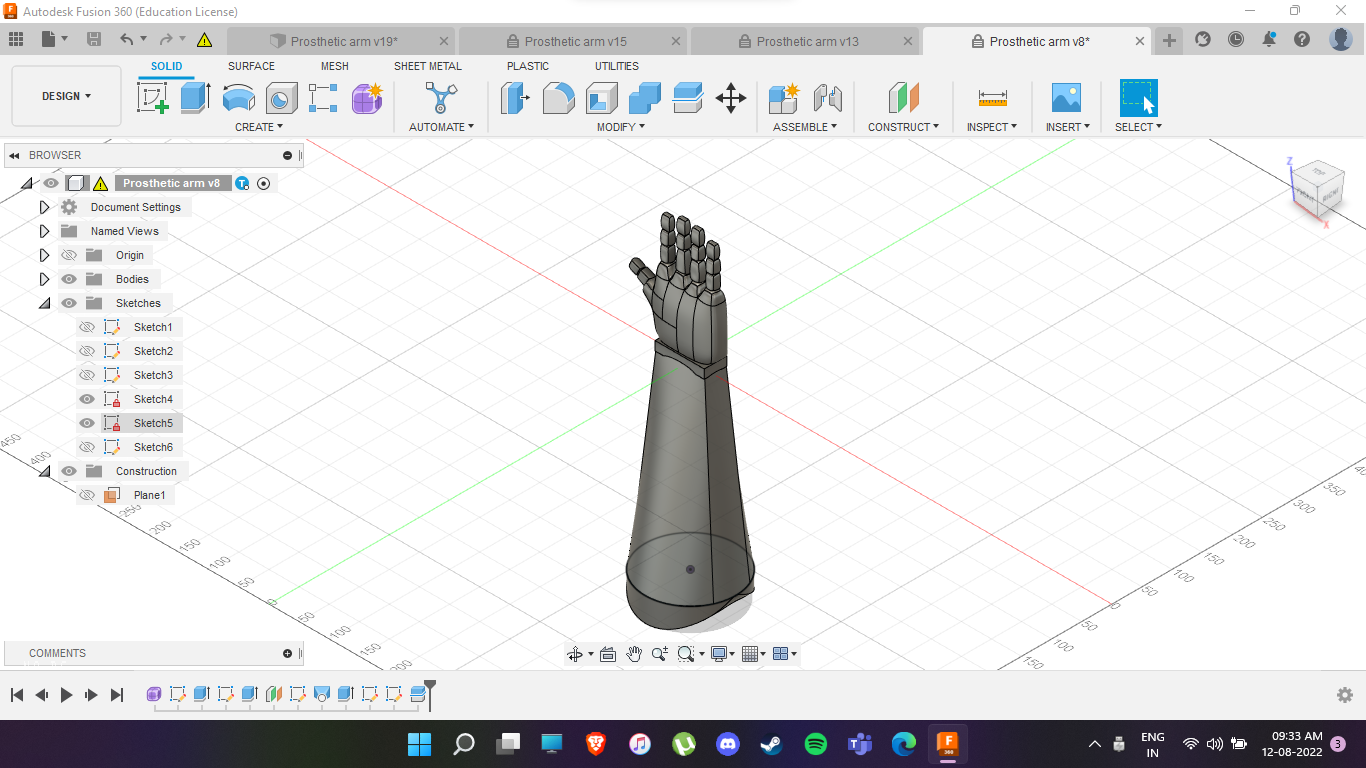 Autodesk Fusion 360 (Education License)
Prosthetic arm v19*
Prosthetic arm v15
Prosthetic arm v13
Prosthetic arm v8*
SOLID
SURFACE
MESH
SHEET METAL
PLASTIC
UTILITIES
DESIGN
CREATE
AUTOMATE
MODIFY
ASSEMBLE
CONSTRUCT
INSPECT
INSERT
SELECT
BROWSER
Prosthetic arm v8
Document Settings
Named Views
Origin
Bodies
Sketches
Sketch1
Sketch2
Sketch3
Sketch4
Sketch5
Sketch6
Construction
Plane1
Z
TOP
RIGHT
X
450
400
250
200
150
100
50
0
50
100
150
200
400
350
300
250
200
150
100
50
0
50
100
150
COMMENTS
ENG
IN
09:33 AM
12-08-2022
3